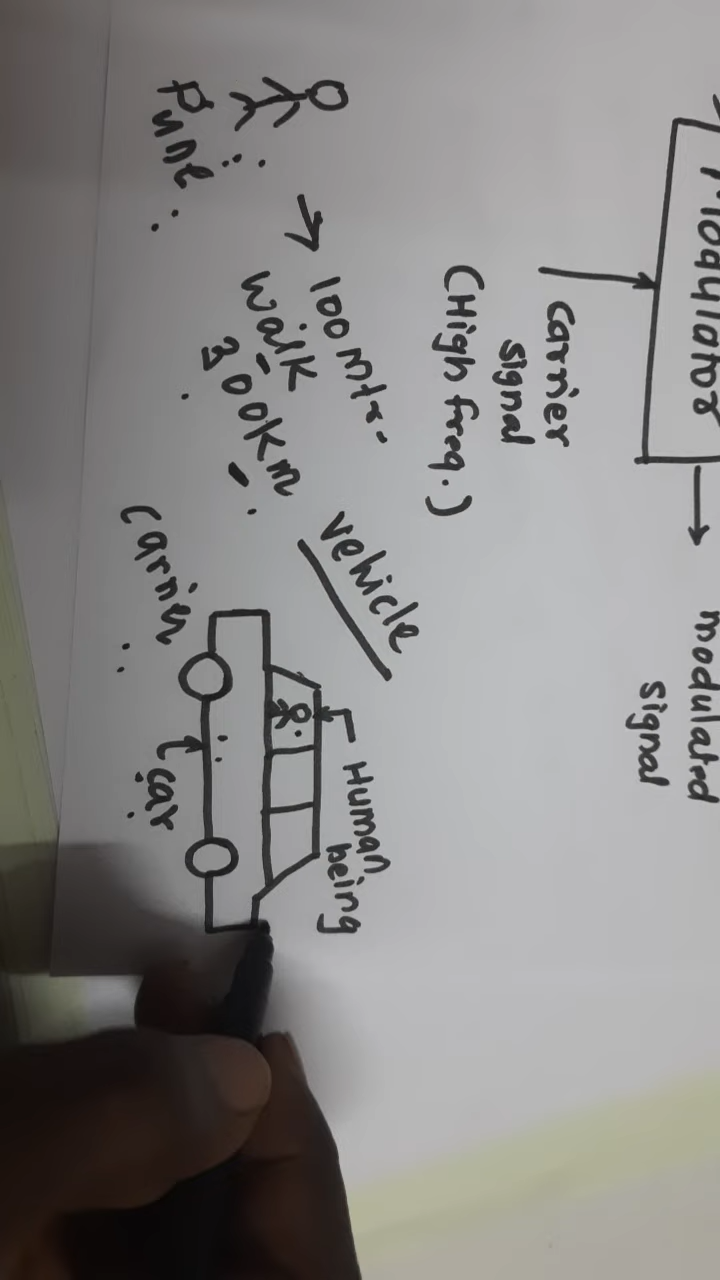 Modulator
modulated
signal
carrier
signal
(High freq.)
100 mtr.
walk
300km
Pune
vehicle
Human
being
carrier
car